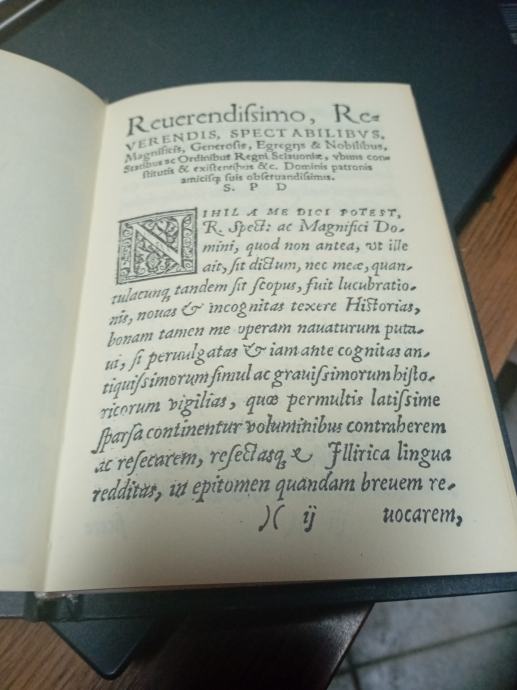 Reuerendiſsimo, Re-
VERENDIS, SPECTABILIBVS,
Magnificis, Generoſis, Egregijs & Nobilibus,
Statibus ac Ordinibus Regni Sclauoniæ, vbiuis con
ſtitutis & exiſtentibus &c. Dominis patronis
amiciſq́; ſuis obſeruandiſſimis.
S. P D
NIHIL A ME DICI POTEST,
R. Spect: ac Magnifici Do-
mini, quod non antea, vt ille
ait, ſit dictum, nec meæ, quan-
tulacunq; tandem ſit ſcopus, fuit lucubratio-
nis, nouas & incognitas texere Hiſtorias,
bonam tamen me operam nauaturum puta-
ui, ſi peruulgatas & iam ante cognitas an-
tiquiſsimorum ſimul ac grauiſsimorum hiſto-
ricorum vigilias, quæ permultis latiſsime
ſparſa continentur voluminibus contraherem
ac reſecarem, reſectasq́; Illirica lingua
redditas, in epitomen quandam breuem re-
)( ij uocarem,